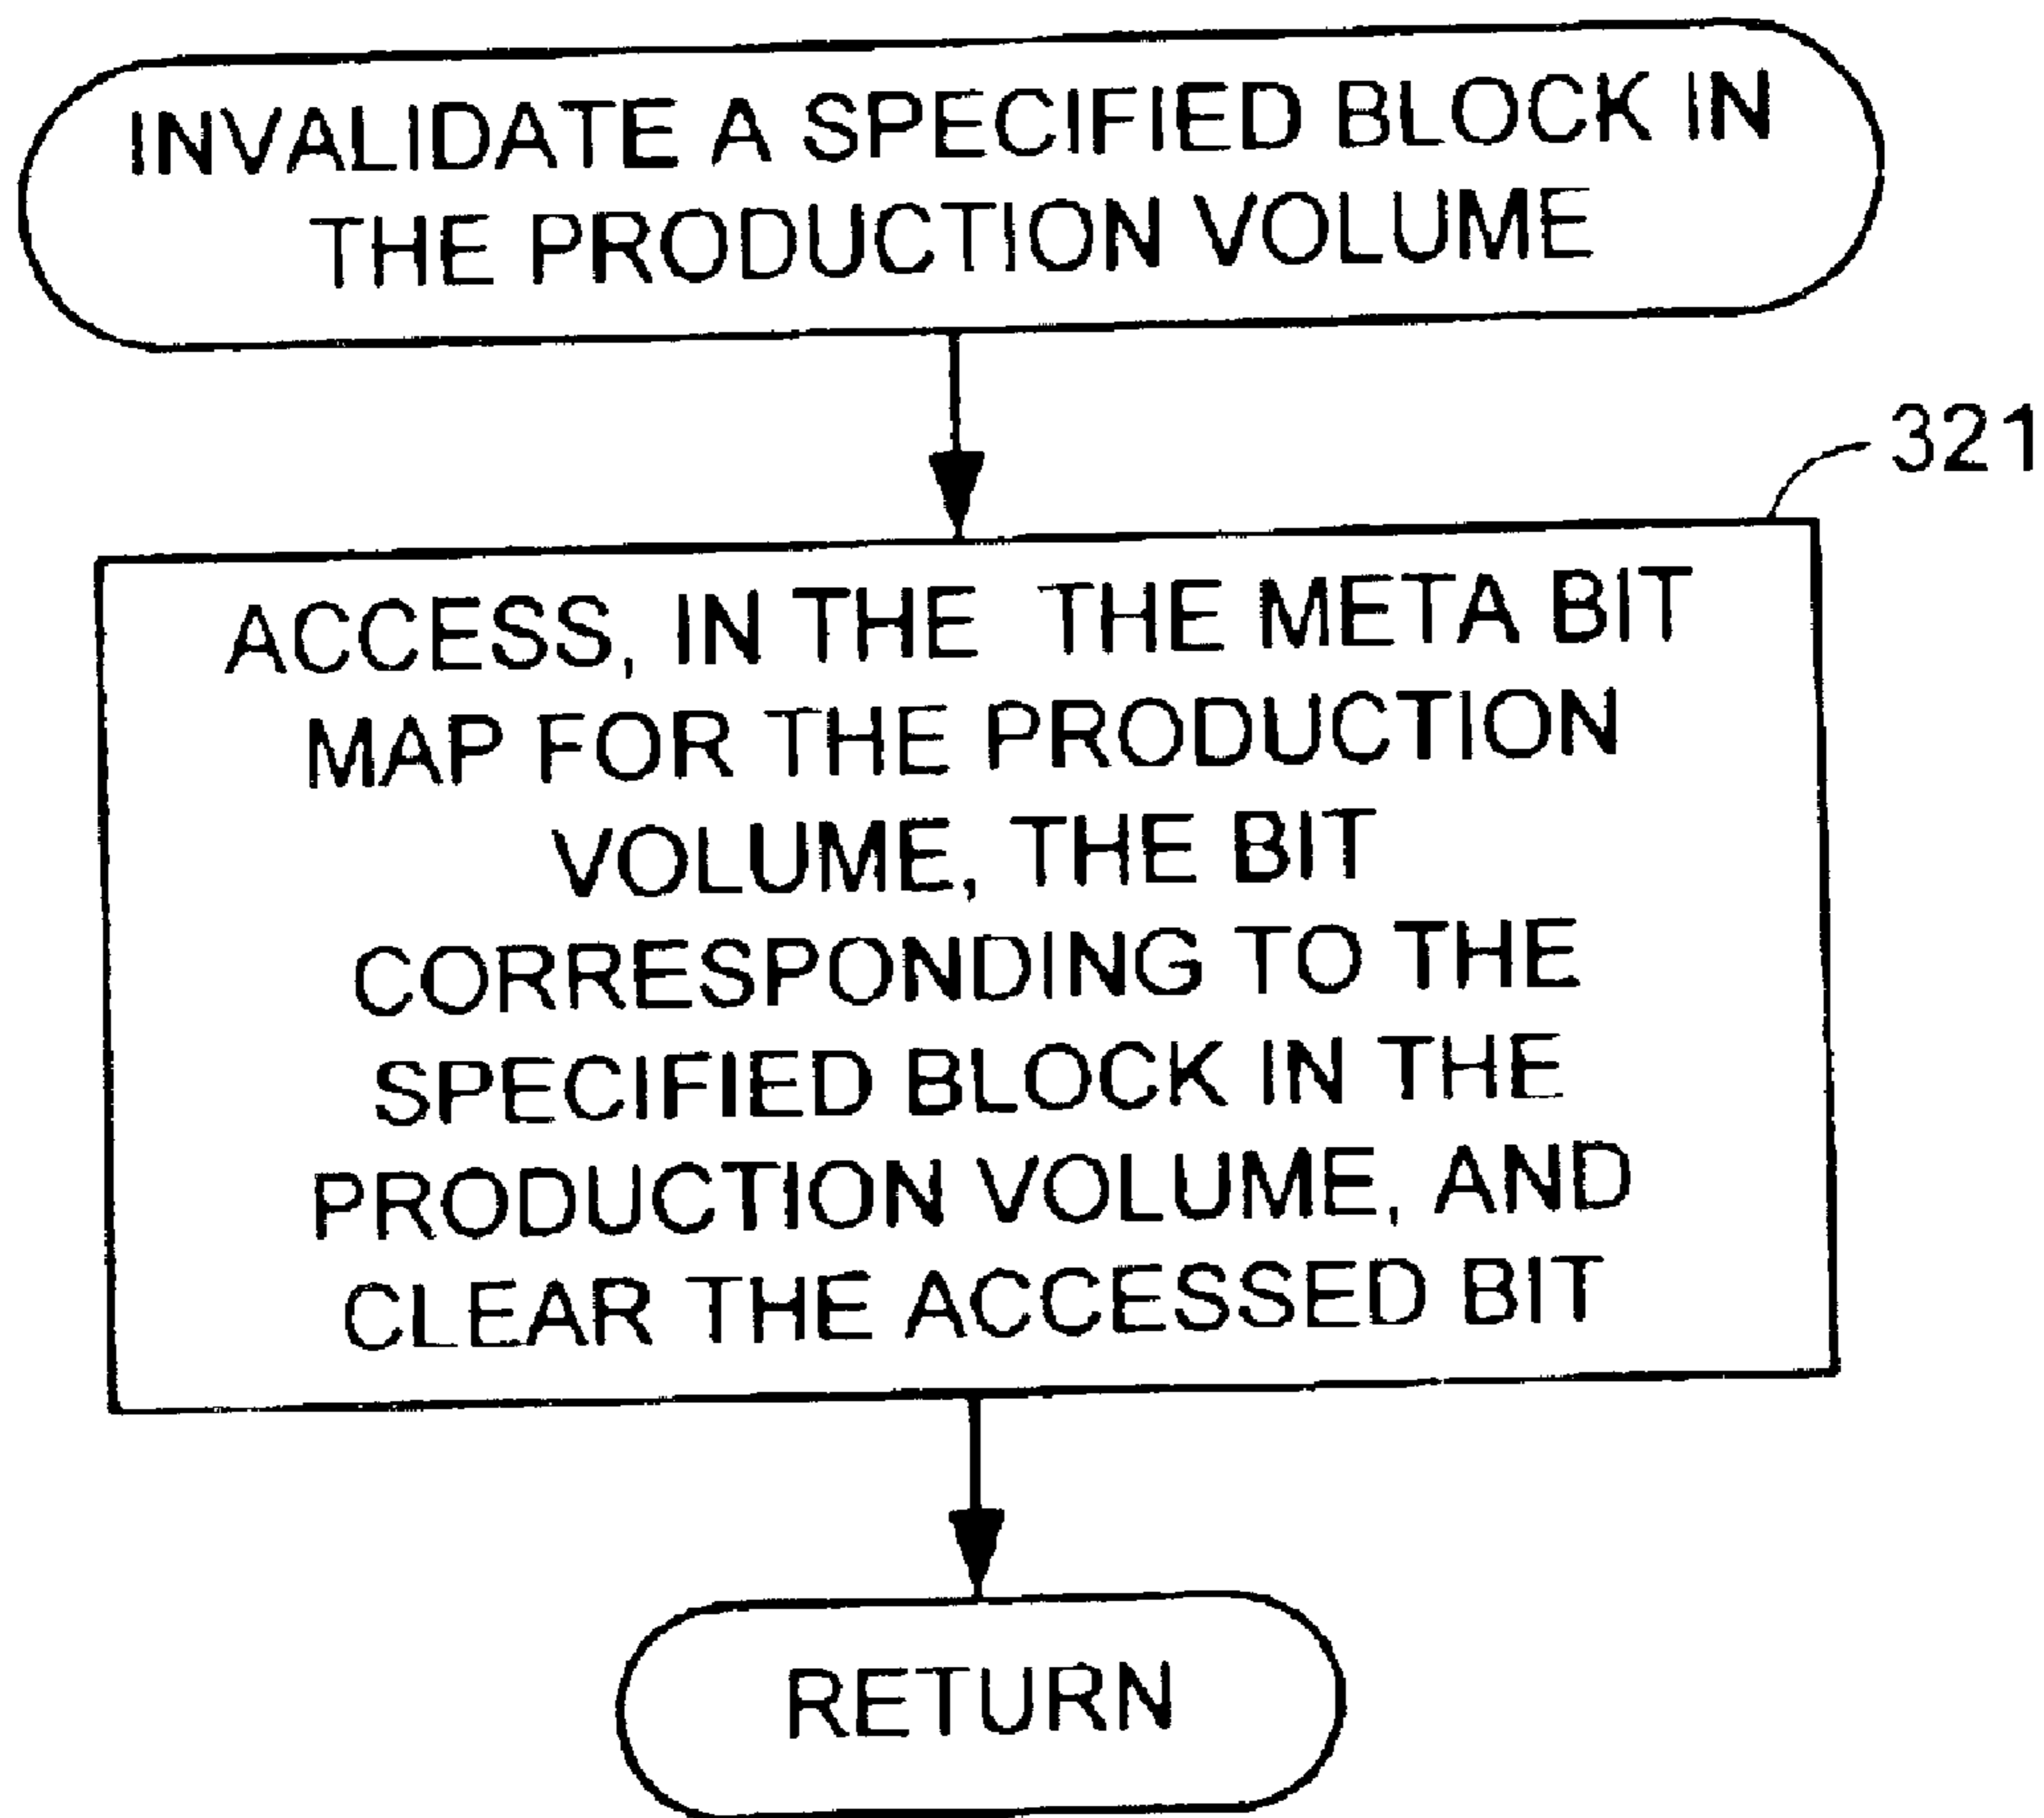 INVALIDATE A SPECIFIED BLOCK IN
THE PRODUCTION VOLUME
321
ACCESS, IN THE THE META BIT
MAP FOR THE PRODUCTION
VOLUME, THE BIT
CORRESPONDING TO THE
SPECIFIED BLOCK IN THE
PRODUCTION VOLUME, AND
CLEAR THE ACCESSED BIT
RETURN